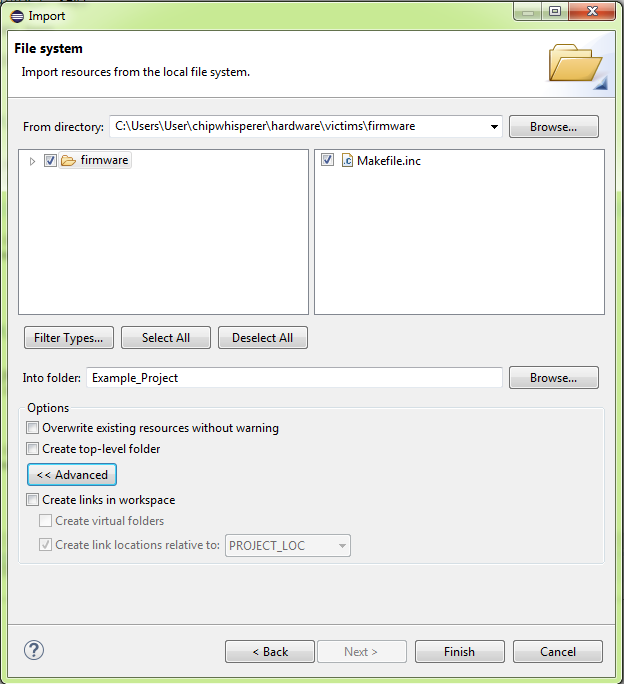 Import
File system
Import resources from the local file system.
From directory: C:\Users\User\chipwhisperer\hardware\victims\firmware Browse...
firmware
Makefile.inc
Filter Types... Select All Deselect All
Into folder: Example_Project Browse...
Options
Overwrite existing resources without warning
Create top-level folder
<< Advanced
Create links in workspace
Create virtual folders
Create link locations relative to: PROJECT_LOC
? < Back Next > Finish Cancel